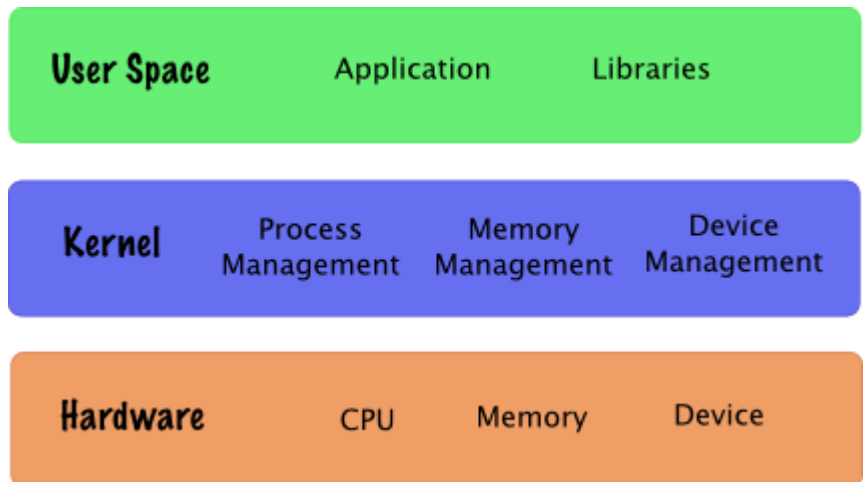 User Space Application Libraries
Kernel Process Management Memory Management Device Management
Hardware CPU Memory Device